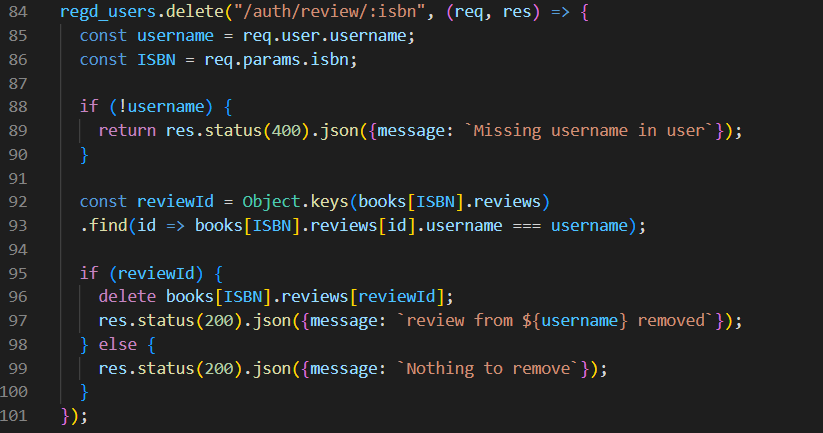 84 regd_users.delete("/auth/review/:isbn", (req, res) => {
85   const username = req.user.username;
86   const ISBN = req.params.isbn;
87
88   if (!username) {
89     return res.status(400).json({message: `Missing username in user`});
90   }
91
92   const reviewId = Object.keys(books[ISBN].reviews)
93   .find(id => books[ISBN].reviews[id].username === username);
94
95   if (reviewId) {
96     delete books[ISBN].reviews[reviewId];
97     res.status(200).json({message: `review from ${username} removed`});
98   } else {
99     res.status(200).json({message: `Nothing to remove`});
100   }
101 });